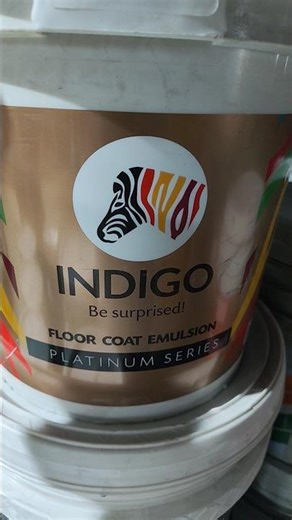 INDIGO
Be surprised!
FLOOR COAT EMULSION
PLATINUM SERIES